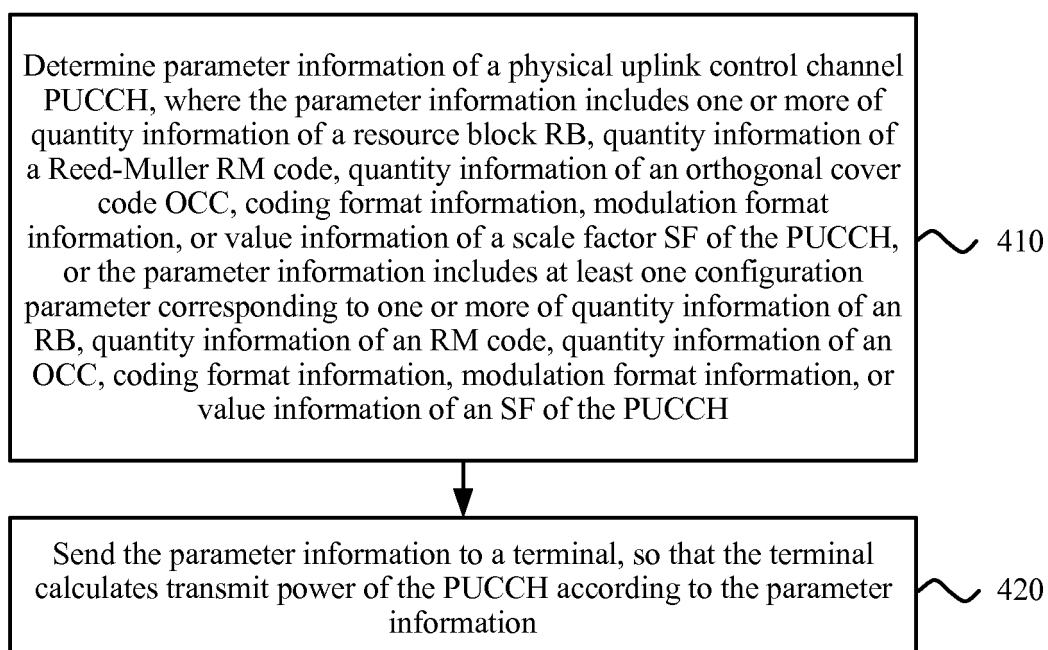 Determine parameter information of a physical uplink control channel
PUCCH, where the parameter information includes one or more of
quantity information of a resource block RB, quantity information of
a Reed-Muller RM code, quantity information of an orthogonal cover
code OCC, coding format information, modulation format
information, or value information of a scale factor SF of the PUCCH,
or the parameter information includes at least one configuration
parameter corresponding to one or more of quantity information of an
RB, quantity information of an RM code, quantity information of an
OCC, coding format information, modulation format information, or
value information of an SF of the PUCCH
410
Send the parameter information to a terminal, so that the terminal
calculates transmit power of the PUCCH according to the parameter
information
420